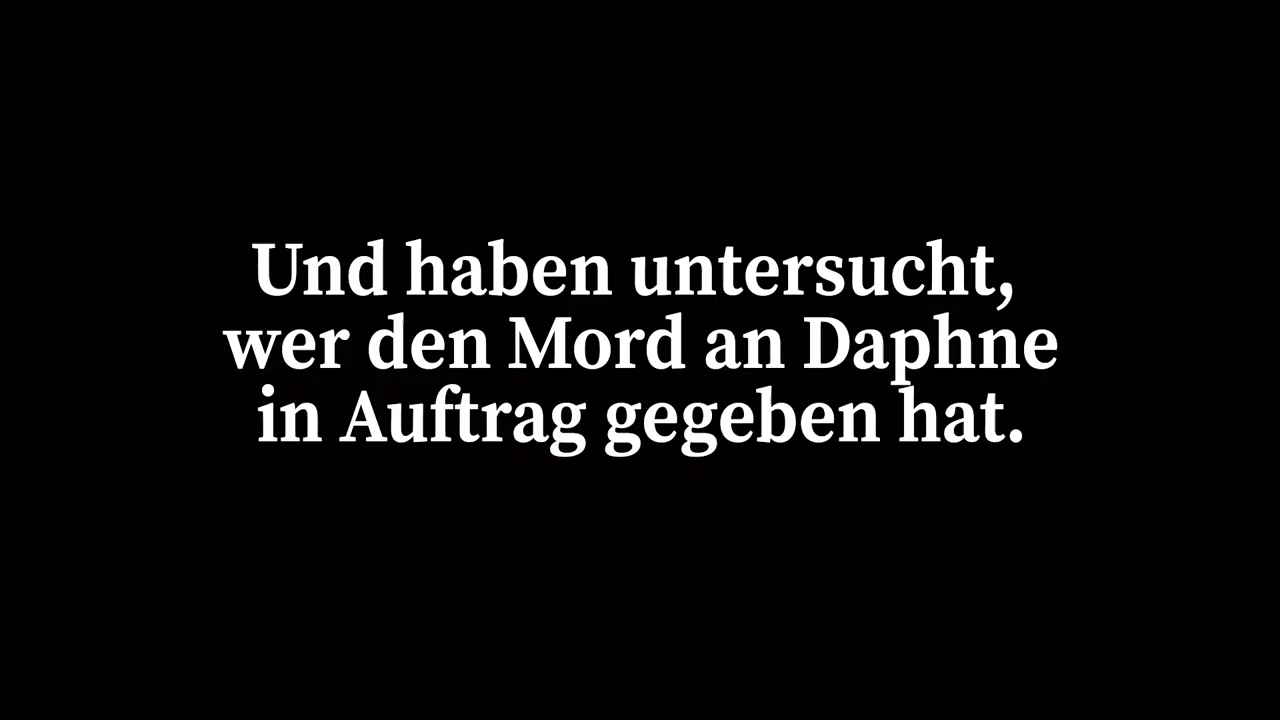 Und haben untersucht,
wer den Mord an Daphne
in Auftrag gegeben hat.